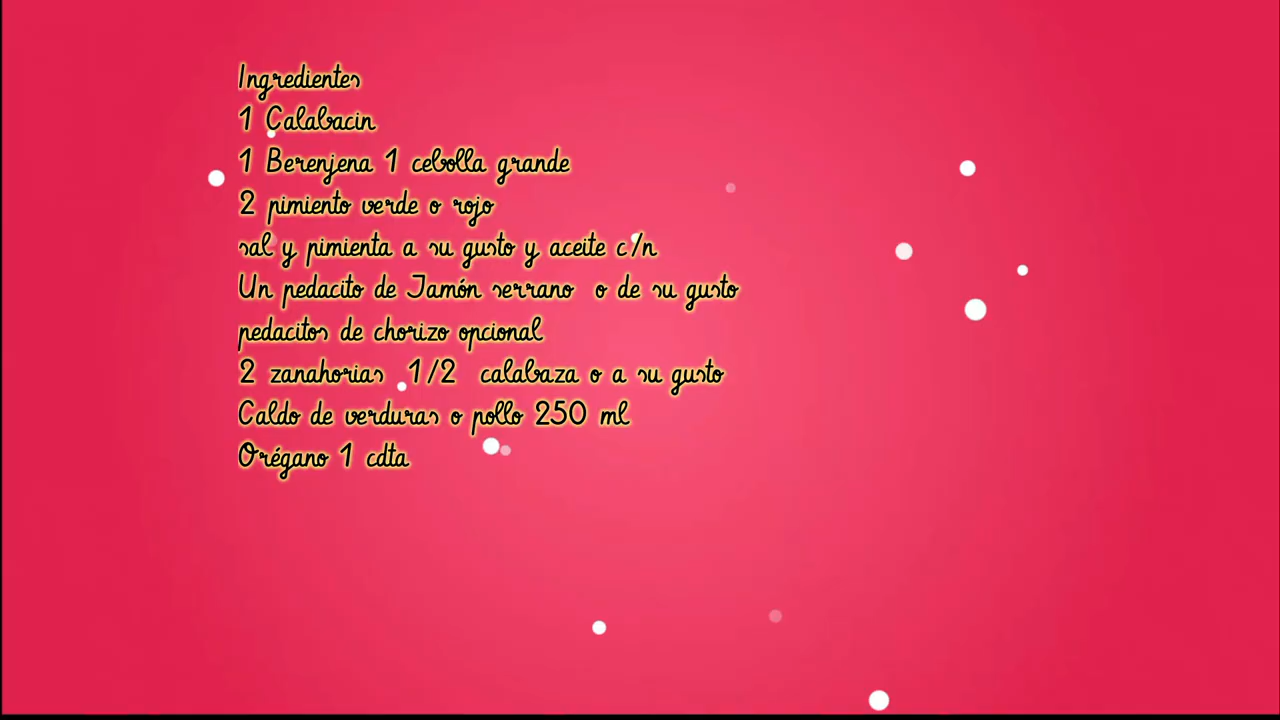 Ingredientes
1 Calabacin
1 Berenjena 1 cebolla grande
2 pimiento verde o rojo
sal y pimienta a su gusto y aceite c/n
Un pedacito de Jamón serrano o de su gusto
pedacitos de chorizo opcional
2 zanahorias 1/2 calabaza o a su gusto
Caldo de verduras o pollo 250 ml
Orégano 1 cdta